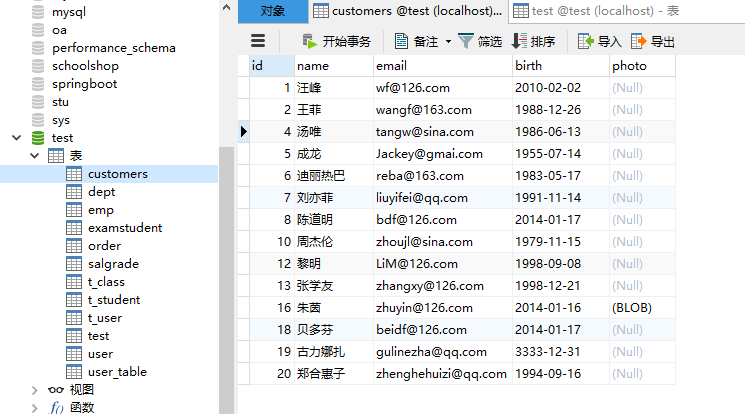 mysql
oa
performance_schema
schoolshop
springboot
stu
sys
test
表
customers
dept
emp
examstudent
order
salgrade
t_class
t_student
t_user
test
user
user_table
视图
fo 函数
对象 customers @test (localhost)... test @test (localhost) - 表
开始事务 备注 筛选 排序 导入 导出
id name email birth photo
1 汪峰 wf@126.com 2010-02-02 (Null)
2 王菲 wangf@163.com 1988-12-26 (Null)
4 汤唯 tangw@sina.com 1986-06-13 (Null)
5 成龙 Jackey@gmai.com 1955-07-14 (Null)
6 迪丽热巴 reba@163.com 1983-05-17 (Null)
7 刘亦菲 liuyifei@qq.com 1991-11-14 (Null)
8 陈道明 bdf@126.com 2014-01-17 (Null)
10 周杰伦 zhoujl@sina.com 1979-11-15 (Null)
12 黎明 LiM@126.com 1998-09-08 (Null)
13 张学友 zhangxy@126.com 1998-12-21 (Null)
16 朱茵 zhuyin@126.com 2014-01-16 (BLOB)
18 贝多芬 beidf@126.com 2014-01-17 (Null)
19 古力娜扎 gulinezha@qq.com 3333-12-31 (Null)
20 郑合惠子 zhenghehuizi@qq.com 1994-09-16 (Null)